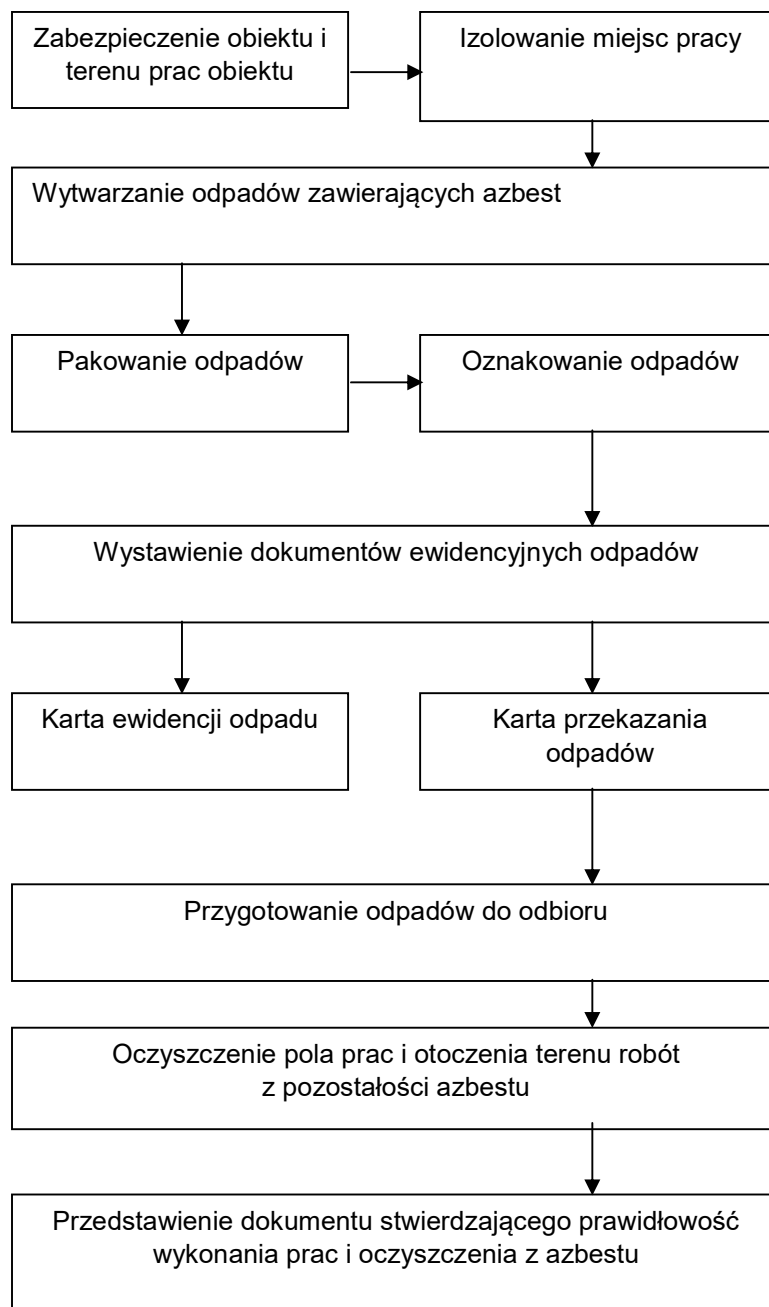 Zabezpieczenie obiektu i
terenu prac obiektu
Izolowanie miejsc pracy
Wytwarzanie odpadów zawierających azbest
Pakowanie odpadów
Oznakowanie odpadów
Wystawienie dokumentów ewidencyjnych odpadów
Karta ewidencji odpadu
Karta przekazania
odpadów
Przygotowanie odpadów do odbioru
Oczyszczenie pola prac i otoczenia terenu robót
z pozostałości azbestu
Przedstawienie dokumentu stwierdzającego prawidłowość
wykonania prac i oczyszczenia z azbestu